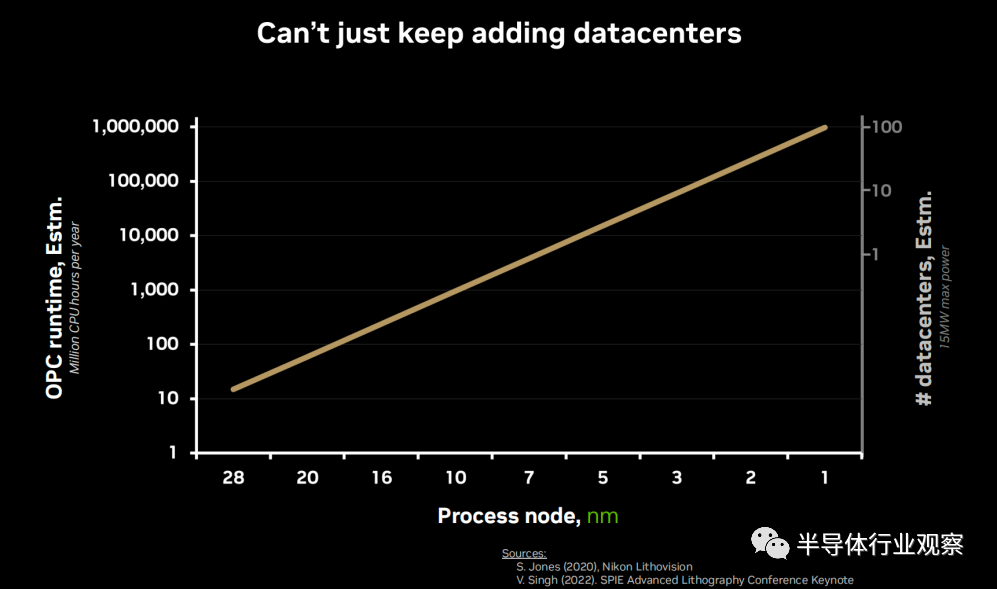 Can't just keep adding datacenters
OPC runtime, Estm.
Million CPU hours per year
1,000,000
100,000
10,000
1,000
100
10
1
100
10
1
# datacenters, Estm.
15MW max power
28 20 16 10 7 5 3 2 1
Process node, nm
Sources:
S. Jones (2020), Nikon Lithovision
V. Singh (2022). SPIE Advanced Lithography Conference Keynote
半导体行业观察